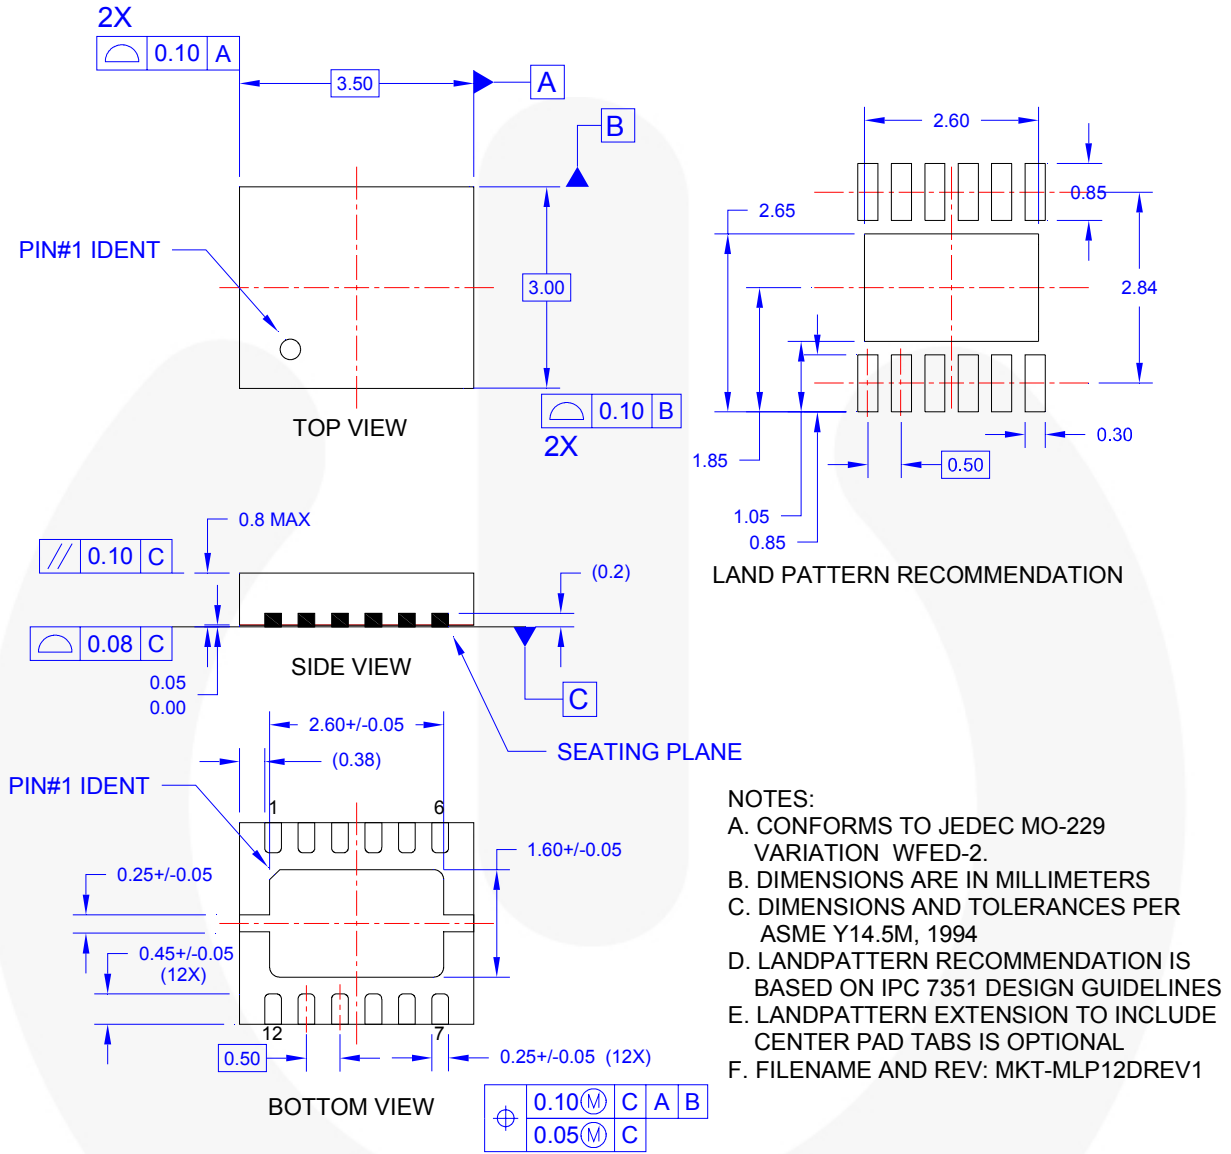 2X
0.10 A
3.50
A
B
PIN#1 IDENT
3.00
0.10 B
2X
TOP VIEW
2.60
0.85
2.65
2.84
1.85
0.50
0.30
1.05
0.85
LAND PATTERN RECOMMENDATION
0.8 MAX
// 0.10 C
(0.2)
0.08 C
0.05
0.00
SIDE VIEW
C
SEATING PLANE
2.60+/-0.05
(0.38)
PIN#1 IDENT
1 6
1.60+/-0.05
0.25+/-0.05
0.45+/-0.05
(12X)
12 7
0.50
0.25+/-0.05 (12X)
BOTTOM VIEW
0.10Ⓜ C A B
0.05Ⓜ C
NOTES:
A. CONFORMS TO JEDEC MO-229
VARIATION WFED-2.
B. DIMENSIONS ARE IN MILLIMETERS
C. DIMENSIONS AND TOLERANCES PER
ASME Y14.5M, 1994
D. LANDPATTERN RECOMMENDATION IS
BASED ON IPC 7351 DESIGN GUIDELINES
E. LANDPATTERN EXTENSION TO INCLUDE
CENTER PAD TABS IS OPTIONAL
F. FILENAME AND REV: MKT-MLP12DREV1